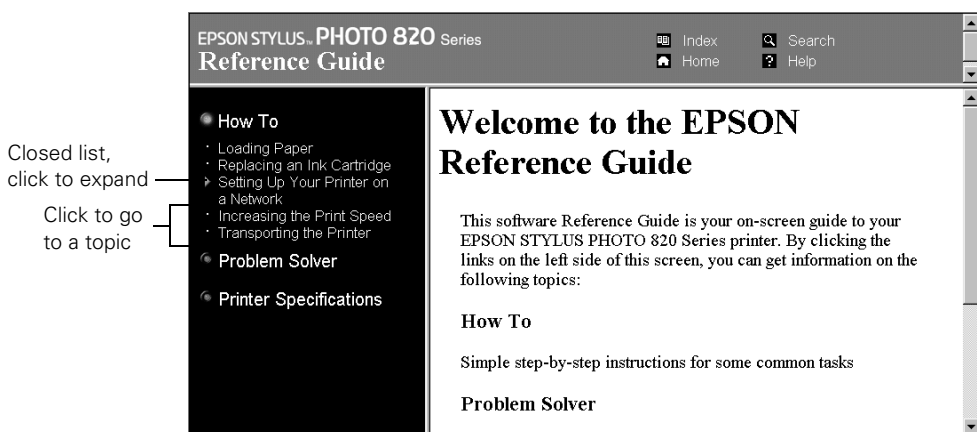 EPSON STYLUS™ PHOTO 820 Series
Reference Guide
Index
Search
Home
Help
Closed list,
click to expand
Click to go
to a topic
How To
· Loading Paper
· Replacing an Ink Cartridge
Setting Up Your Printer on
a Network
· Increasing the Print Speed
· Transporting the Printer
Problem Solver
Printer Specifications
Welcome to the EPSON
Reference Guide
This software Reference Guide is your on-screen guide to your
EPSON STYLUS PHOTO 820 Series printer. By clicking the
links on the left side of this screen, you can get information on the
following topics:
How To
Simple step-by-step instructions for some common tasks
Problem Solver